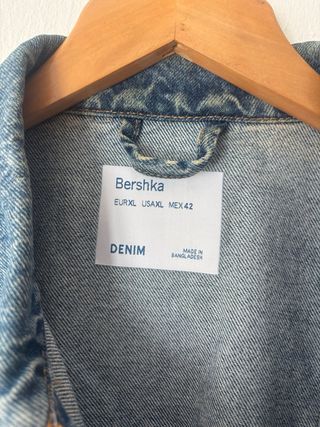 Bershka
EURXL USAXL MEX42
DENIM
MADE IN
BANGLADESH